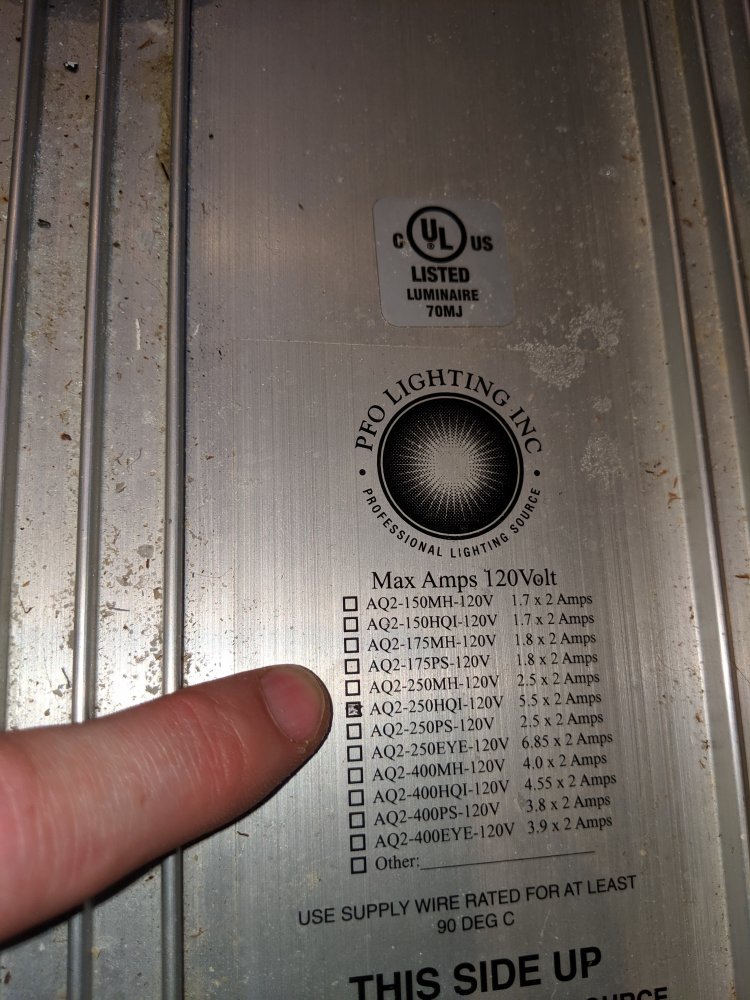 C UL US
®
LISTED
LUMINAIRE
70MJ
PFO LIGHTING INC
• PROFESSIONAL LIGHTING SOURCE •
Max Amps 120Volt
AQ2-150MH-120V 1.7 x 2 Amps
AQ2-150HQI-120V 1.7 x 2 Amps
AQ2-175MH-120V 1.8 x 2 Amps
AQ2-175PS-120V 1.8 x 2 Amps
AQ2-250MH-120V 2.5 x 2 Amps
AQ2-250HQI-120V 5.5 x 2 Amps
AQ2-250PS-120V 2.5 x 2 Amps
AQ2-250EYE-120V 6.85 x 2 Amps
AQ2-400MH-120V 4.0 x 2 Amps
AQ2-400HQI-120V 4.55 x 2 Amps
AQ2-400PS-120V 3.8 x 2 Amps
AQ2-400EYE-120V 3.9 x 2 Amps
Other:
USE SUPPLY WIRE RATED FOR AT LEAST
90 DEG C
THIS SIDE UP